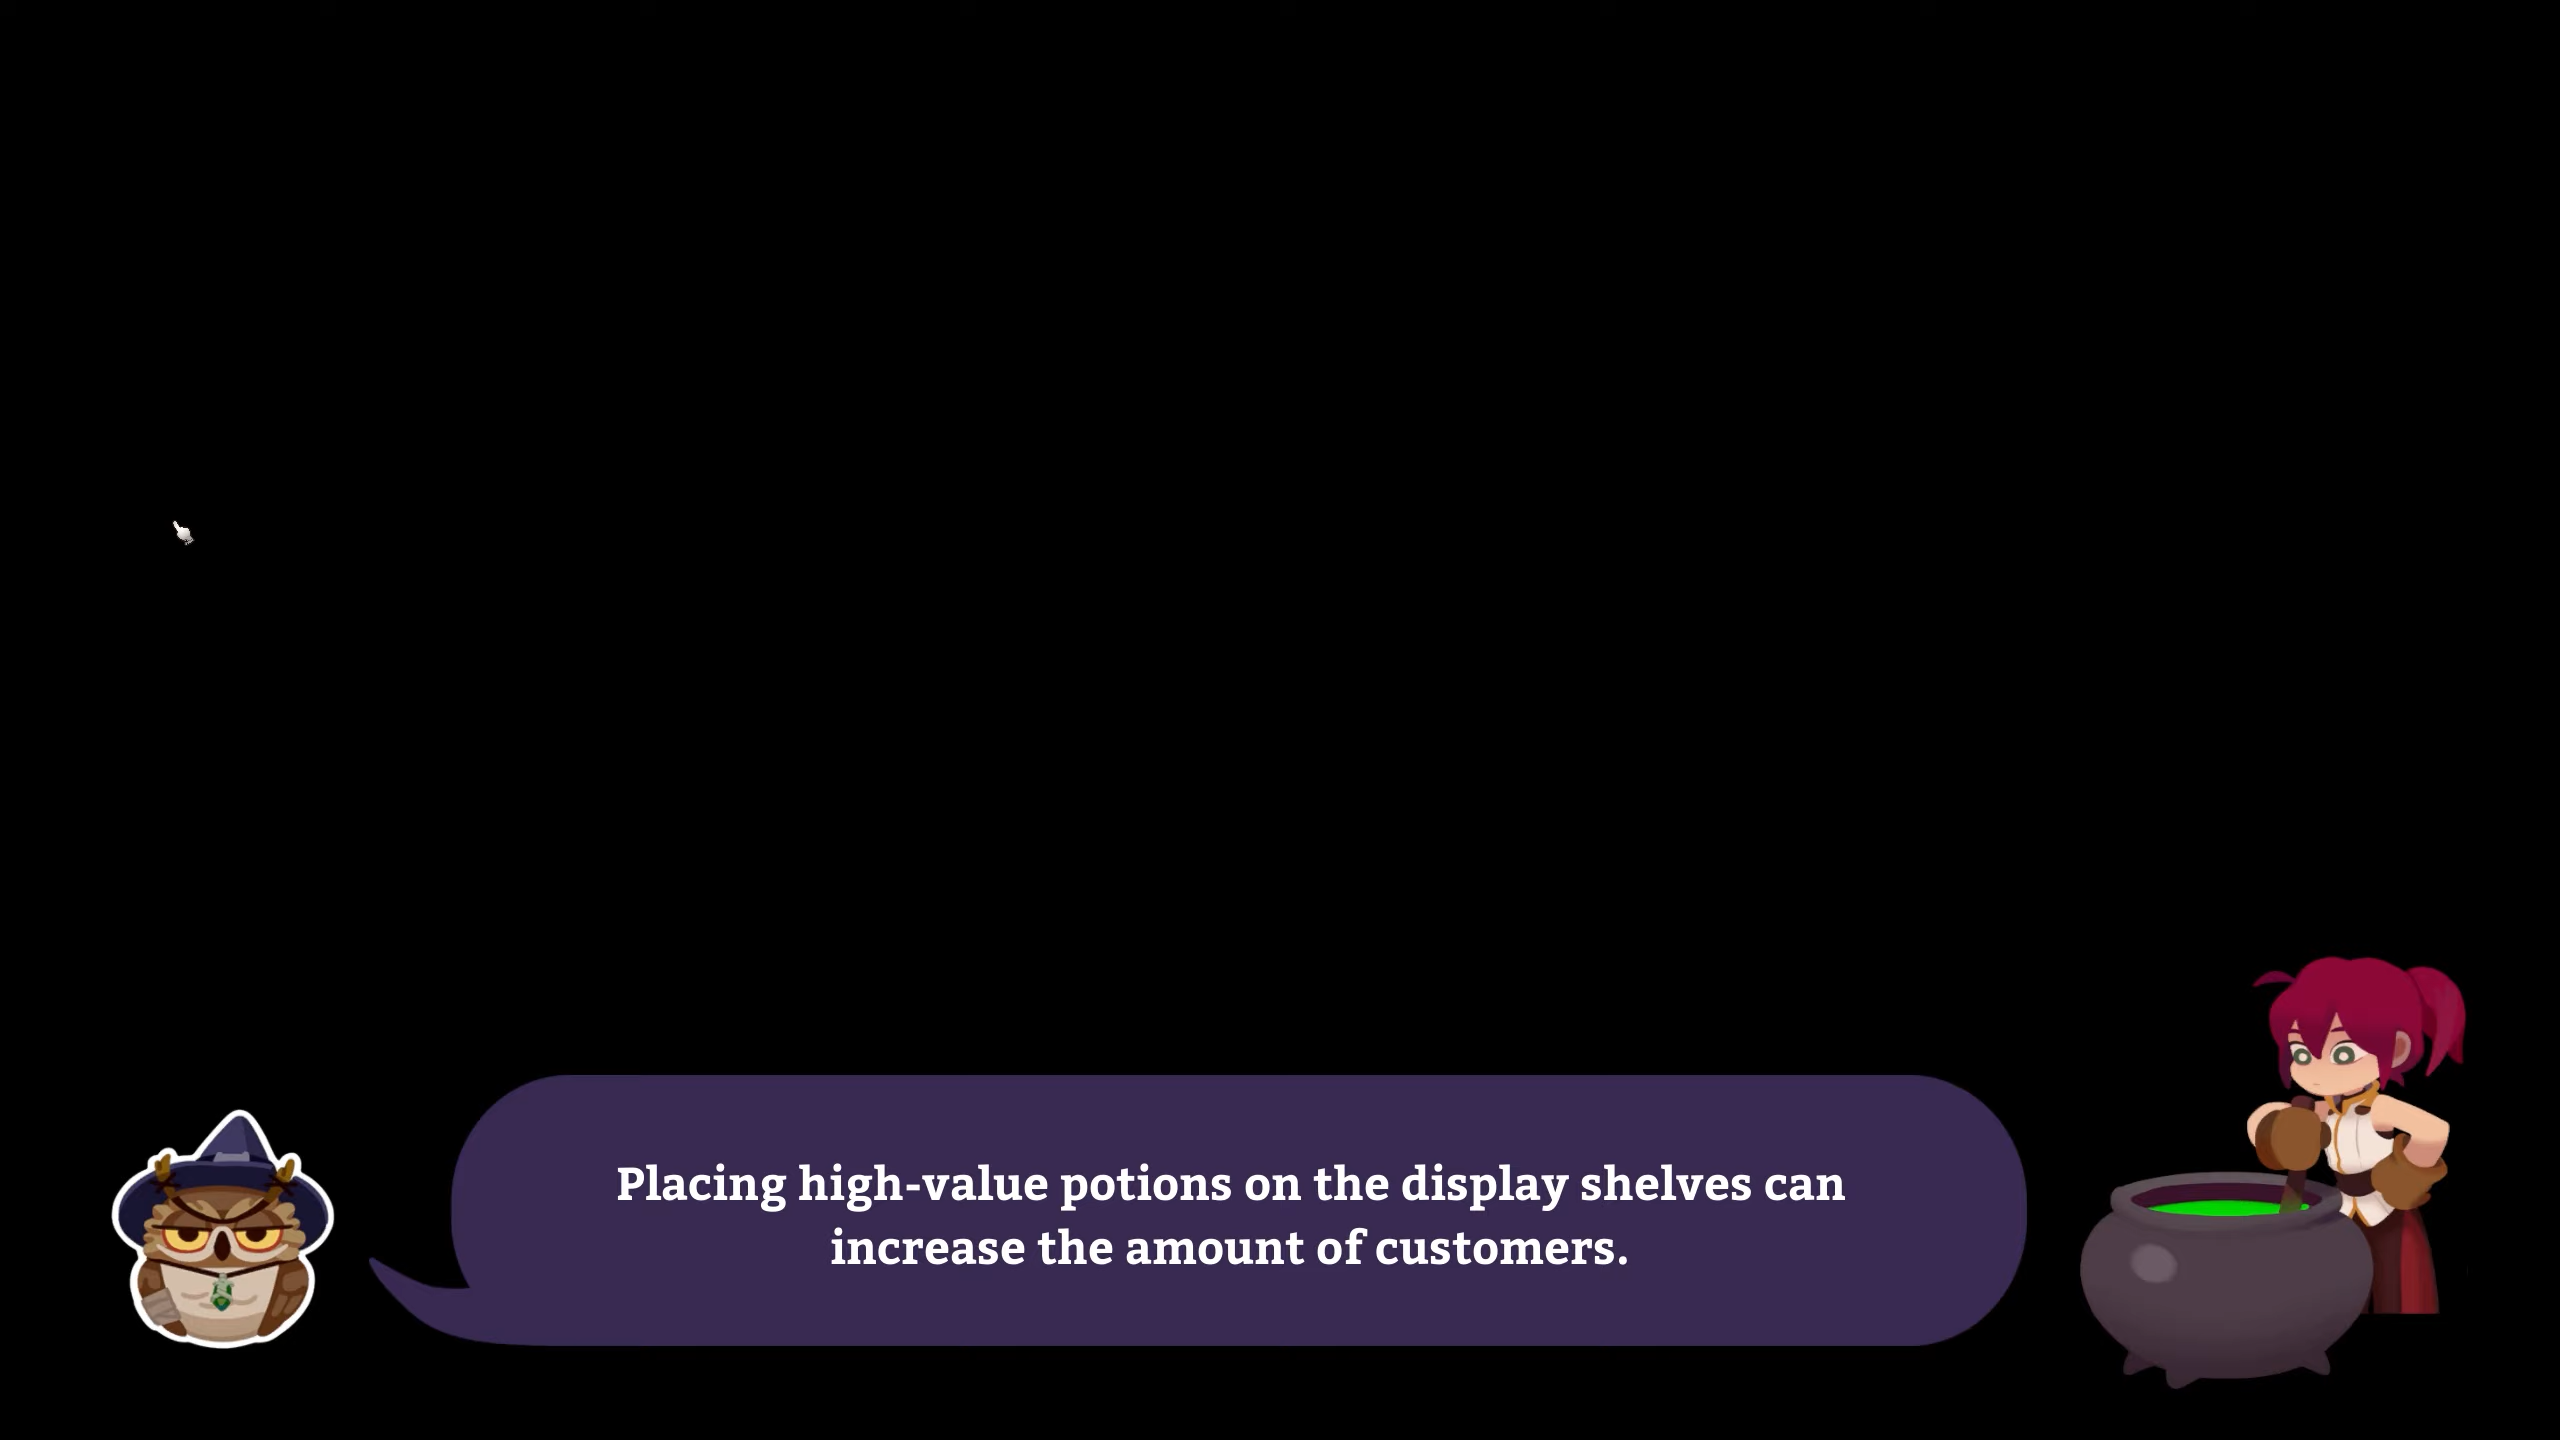 Placing high-value potions on the display shelves can
increase the amount of customers.